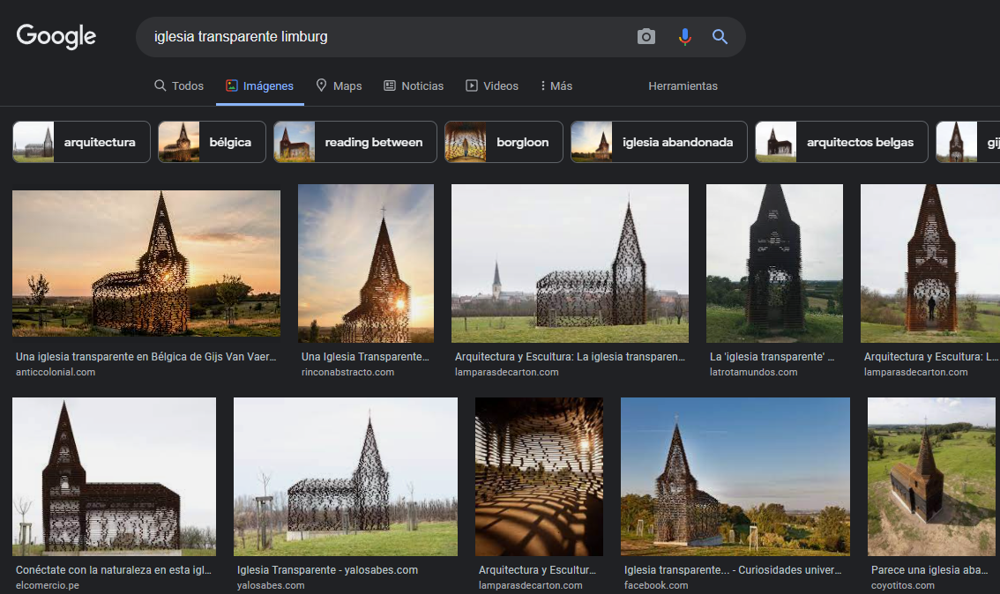 Google
iglesia transparente limburg
Todos
Imágenes
Maps
Noticias
Videos
Más
Herramientas
arquitectura
bélgica
reading between
borgloon
iglesia abandonada
arquitectos belgas
gij
Una iglesia transparente en Bélgica de Gijs Van Vaer...
anticcolonial.com
Una Iglesia Transparente...
rinconabstracto.com
Arquitectura y Escultura: La iglesia transparen...
lamparasdecarton.com
La 'iglesia transparente' ...
latrotamundos.com
Arquitectura y Escultura: L...
lamparasdecarton.com
Conéctate con la naturaleza en esta igl...
elcomercio.pe
Iglesia Transparente - yalosabes.com
yalosabes.com
Arquitectura y Escultur...
lamparasdecarton.com
Iglesia transparente... - Curiosidades univer...
facebook.com
Parece una iglesia aba...
coyotitos.com